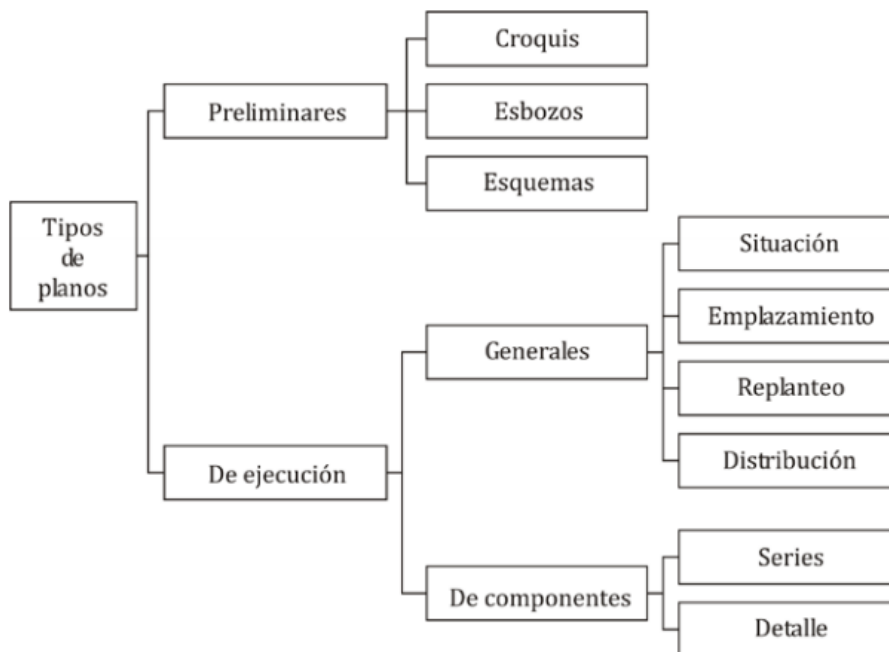 Tipos
de
planos
Preliminares
Croquis
Esbozos
Esquemas
De ejecución
Generales
Situación
Emplazamiento
Replanteo
Distribución
De componentes
Series
Detalle